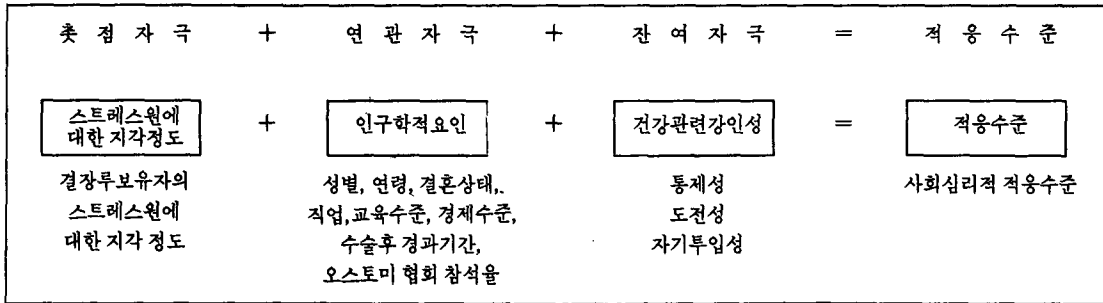 촛 점 자 극 + 연 관 자 극 + 잔 여 자 극 = 적 응 수 준
스트레스원에
대한 지각정도
+ 인구학적요인 + 건강관련강인성 = 적응수준
결장루보유자의
스트레스원에
대한 지각 정도
성별, 연령, 결혼상태,.
직업,교육수준, 경제수준,
수술후 경과기간,
오스토미 협회 참석율
통제성
도전성
자기투입성
사회심리적 적응수준